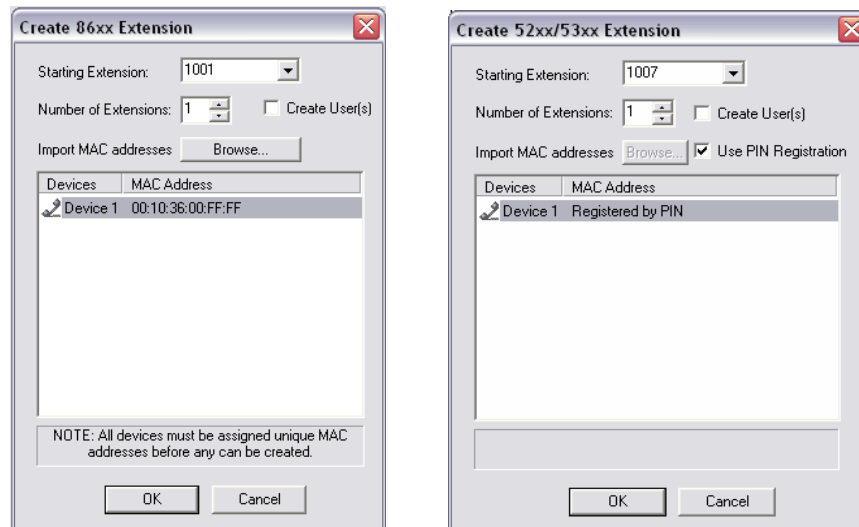 Create 86xx Extension
Starting Extension: 1001
Number of Extensions: 1 Create User(s)
Import MAC addresses Browse...
Devices MAC Address
Device 1 00:10:36:00:FF:FF
NOTE: All devices must be assigned unique MAC
addresses before any can be created.
OK Cancel
Create 52xx/53xx Extension
Starting Extension: 1007
Number of Extensions: 1 Create User(s)
Import MAC addresses Browse... Use PIN Registration
Devices MAC Address
Device 1 Registered by PIN
OK Cancel